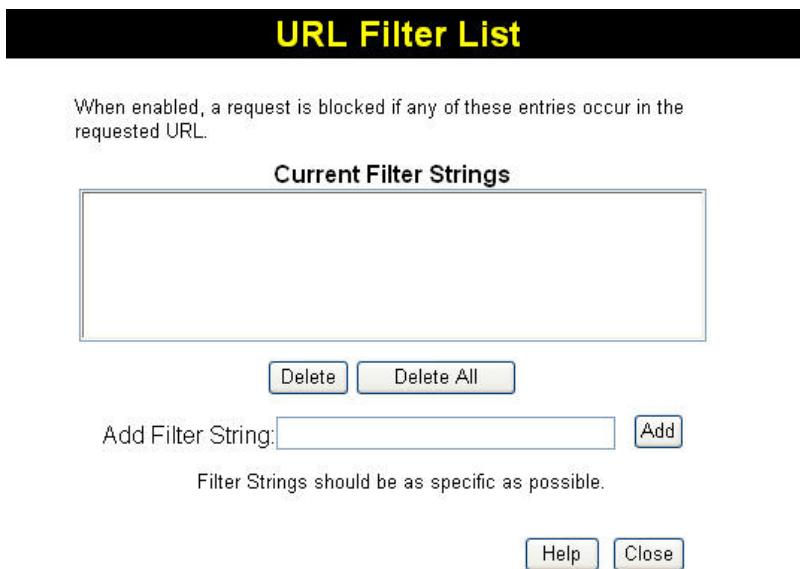 URL Filter List
When enabled, a request is blocked if any of these entries occur in the
requested URL.
Current Filter Strings
Delete Delete All
Add Filter String: Add
Filter Strings should be as specific as possible.
Help Close